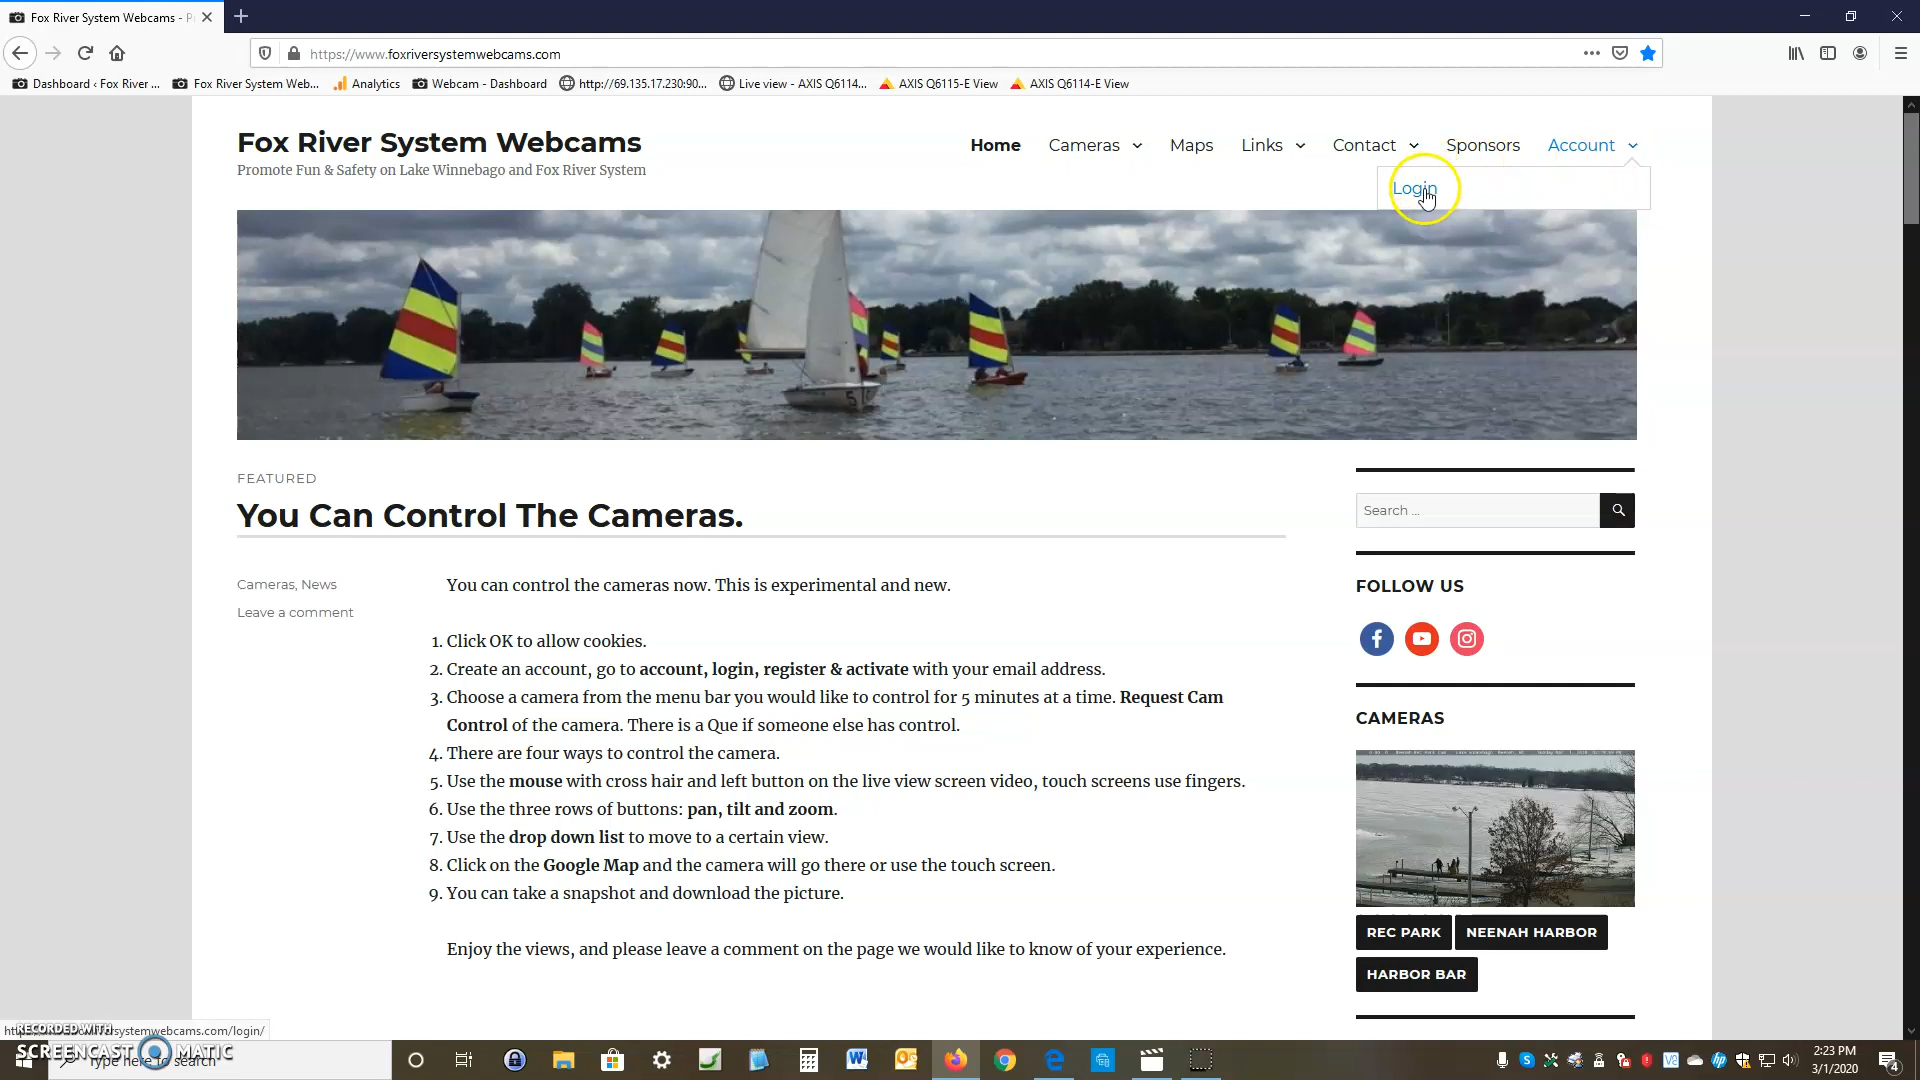 Fox River System Webcams - P
https://www.foxriversystemwebcams.com
Dashboard ‹ Fox River ... Fox River System Web... Analytics Webcam - Dashboard http://69.135.17.230:90... Live view - AXIS Q6114... AXIS Q6115-E View AXIS Q6114-E View
Fox River System Webcams
Promote Fun & Safety on Lake Winnebago and Fox River System
Home Cameras Maps Links Contact Sponsors Account
Login
FEATURED
You Can Control The Cameras.
Cameras, News
Leave a comment
You can control the cameras now. This is experimental and new.
1. Click OK to allow cookies.
2. Create an account, go to account, login, register & activate with your email address.
3. Choose a camera from the menu bar you would like to control for 5 minutes at a time. Request Cam
Control of the camera. There is a Que if someone else has control.
4. There are four ways to control the camera.
5. Use the mouse with cross hair and left button on the live view screen video, touch screens use fingers.
6. Use the three rows of buttons: pan, tilt and zoom.
7. Use the drop down list to move to a certain view.
8. Click on the Google Map and the camera will go there or use the touch screen.
9. You can take a snapshot and download the picture.
Enjoy the views, and please leave a comment on the page we would like to know of your experience.
Search ...
FOLLOW US
CAMERAS
REC PARK NEENAH HARBOR
HARBOR BAR
RECORDED WITH
SCREENCAST MATIC
Type here to search
2:23 PM
3/1/2020
4